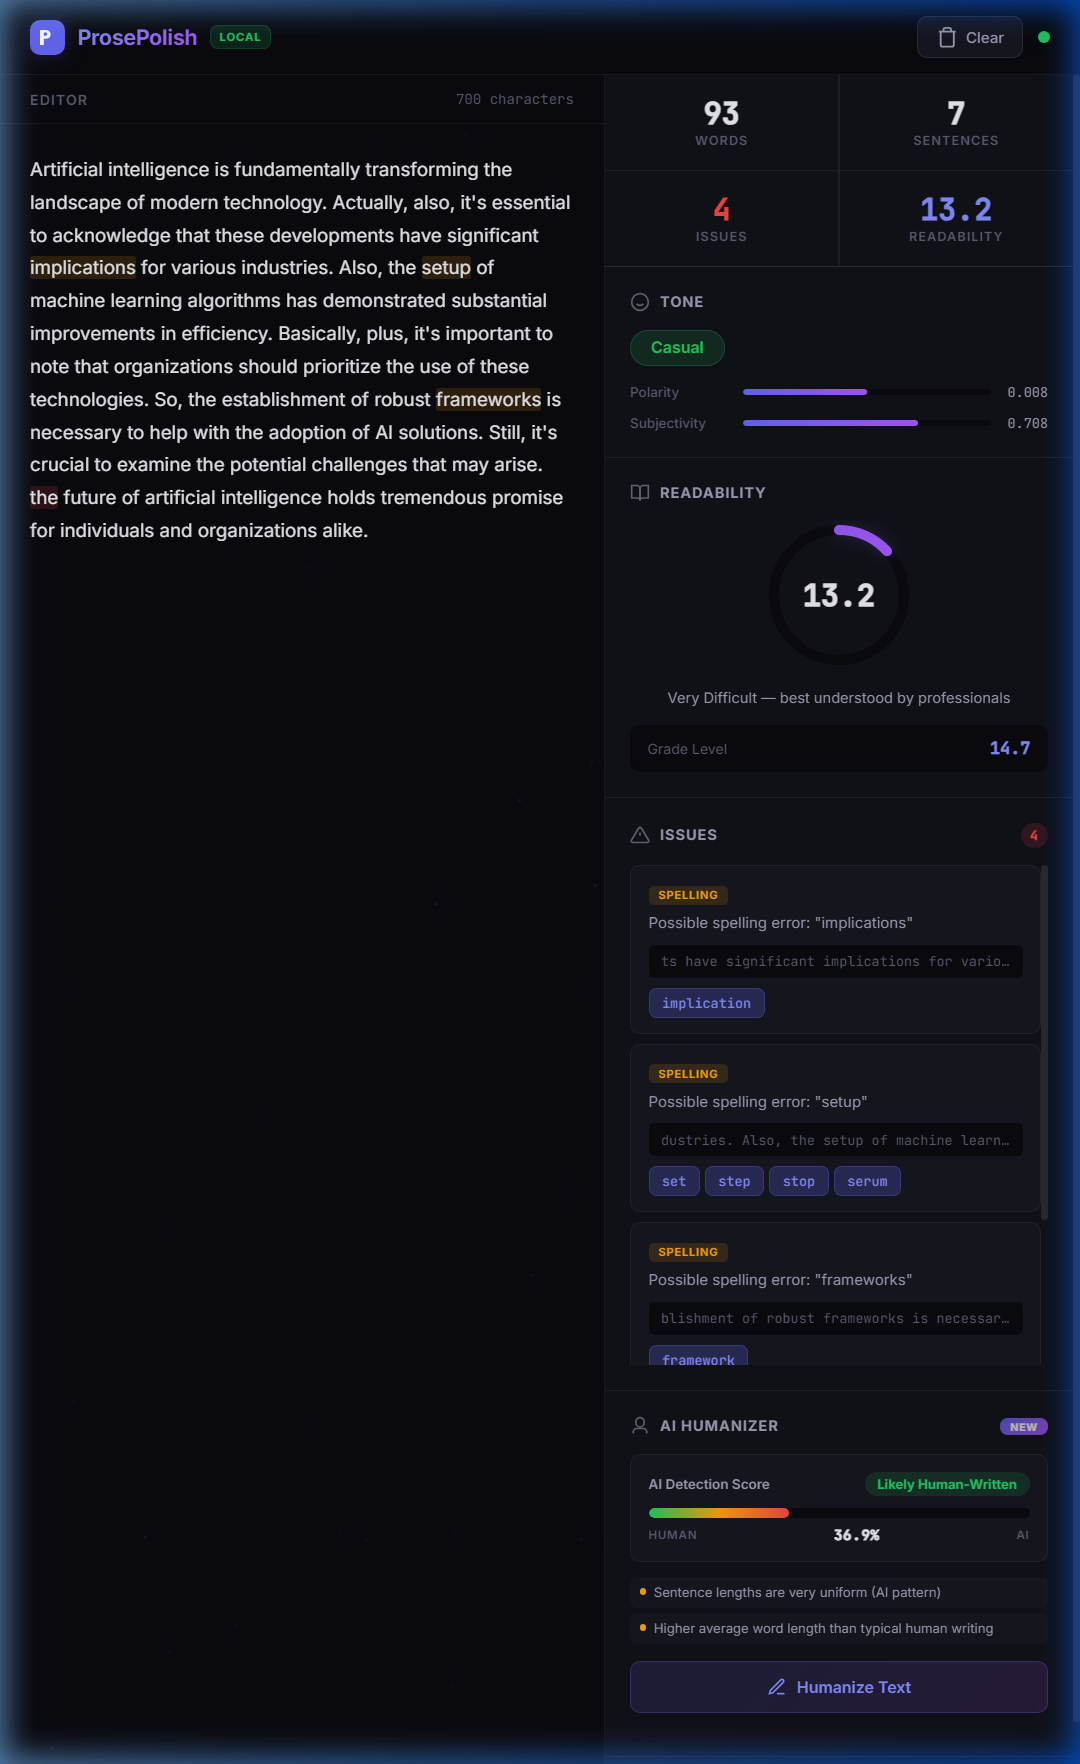 P ProsePolish LOCAL
Clear
EDITOR
700 characters
Artificial intelligence is fundamentally transforming the
landscape of modern technology. Actually, also, it's essential
to acknowledge that these developments have significant
implications for various industries. Also, the setup of
machine learning algorithms has demonstrated substantial
improvements in efficiency. Basically, plus, it's important to
note that organizations should prioritize the use of these
technologies. So, the establishment of robust frameworks is
necessary to help with the adoption of AI solutions. Still, it's
crucial to examine the potential challenges that may arise.
the future of artificial intelligence holds tremendous promise
for individuals and organizations alike.
93
WORDS
7
SENTENCES
4
ISSUES
13.2
READABILITY
TONE
Casual
Polarity 0.008
Subjectivity 0.708
READABILITY
13.2
Very Difficult — best understood by professionals
Grade Level 14.7
ISSUES 4
SPELLING
Possible spelling error: "implications"
ts have significant implications for vario…
implication
SPELLING
Possible spelling error: "setup"
dustries. Also, the setup of machine learn…
set step stop serum
SPELLING
Possible spelling error: "frameworks"
blishment of robust frameworks is necessar…
framework
AI HUMANIZER NEW
AI Detection Score Likely Human-Written
HUMAN 36.9% AI
Sentence lengths are very uniform (AI pattern)
Higher average word length than typical human writing
Humanize Text